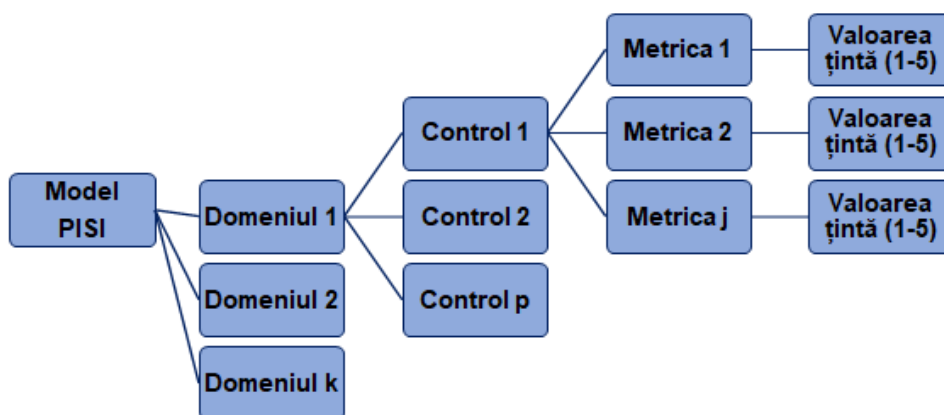 Model
PISI
Domeniul 1
Domeniul 2
Domeniul k
Control 1
Control 2
Control p
Metrica 1
Metrica 2
Metrica j
Valoarea
țintă (1-5)
Valoarea
țintă (1-5)
Valoarea
țintă (1-5)